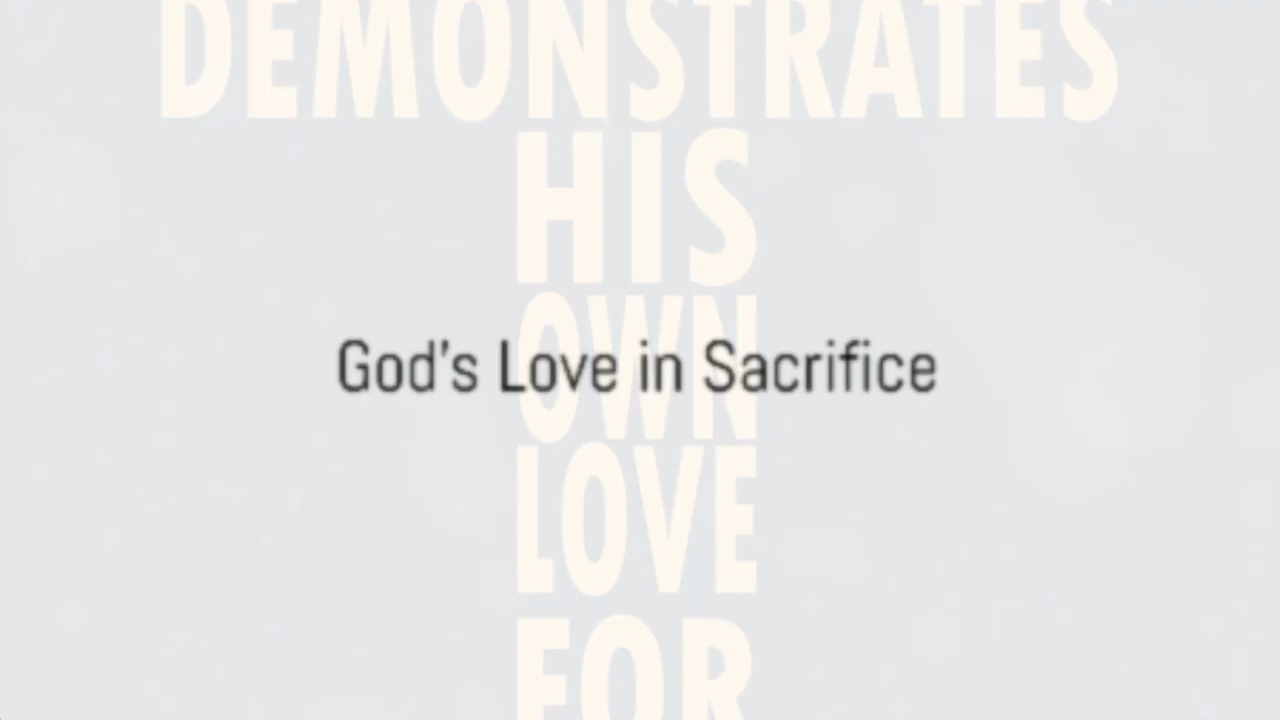 DEMONSTRATES
HIS
OWN
God's Love in Sacrifice
LOVE
FOR